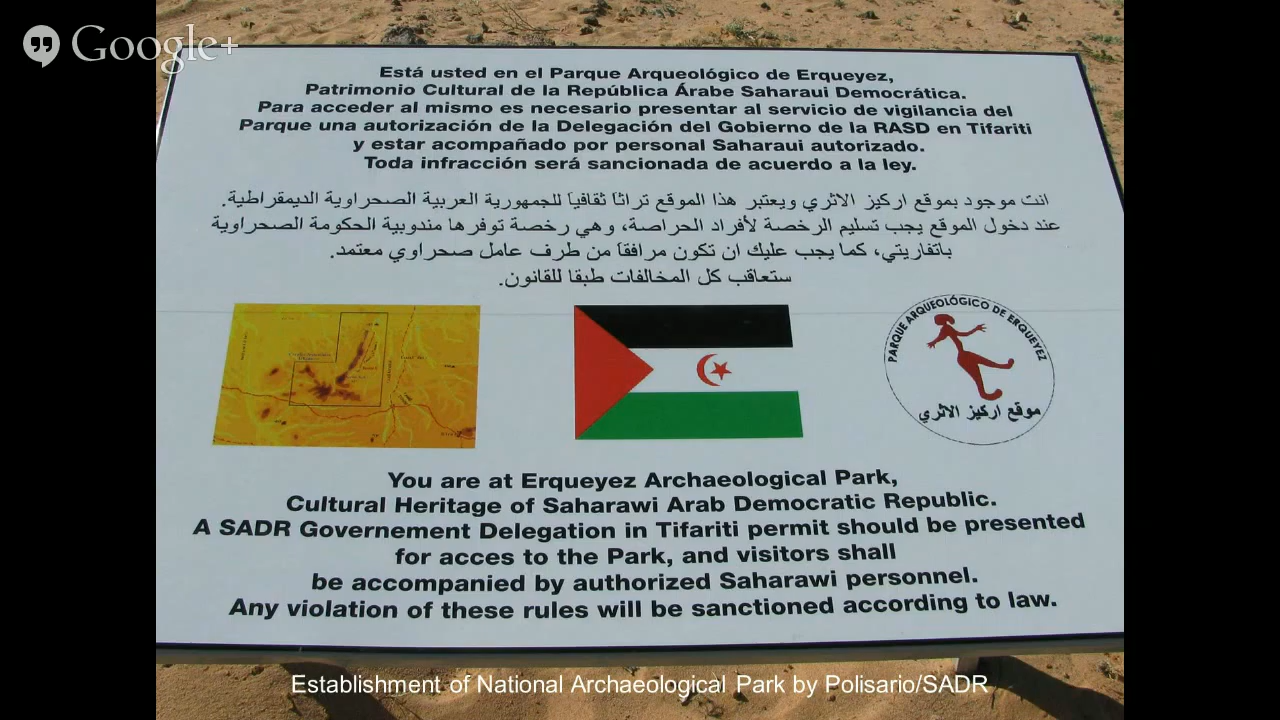 Google+
Está usted en el Parque Arqueológico de Erqueyez,
Patrimonio Cultural de la República Árabe Saharaui Democrática.
Para acceder al mismo es necesario presentar al servicio de vigilancia del
Parque una autorización de la Delegación del Gobierno de la RASD en Tifariti
y estar acompañado por personal Saharaui autorizado.
Toda infracción será sancionada de acuerdo a la ley.
انت موجود بموقع اركيز الاثري ويعتبر هذا الموقع تراثاً ثقافياً للجمهورية العربية الصحراوية الديمقراطية.
عند دخول الموقع يجب تسليم الرخصة لأفراد الحراصة، وهي رخصة توفرها مندوبية الحكومة الصحراوية
باتفاريتي، كما يجب عليك ان تكون مرافقاً من طرف عامل صحراوي معتمد.
ستعاقب كل المخالفات طبقا للقانون.
PARQUE ARQUEOLÓGICO DE ERQUEYEZ
موقع اركيز الاثري
You are at Erqueyez Archaeological Park,
Cultural Heritage of Saharawi Arab Democratic Republic.
A SADR Governement Delegation in Tifariti permit should be presented
for acces to the Park, and visitors shall
be accompanied by authorized Saharawi personnel.
Any violation of these rules will be sanctioned according to law.
Establishment of National Archaeological Park by Polisario/SADR